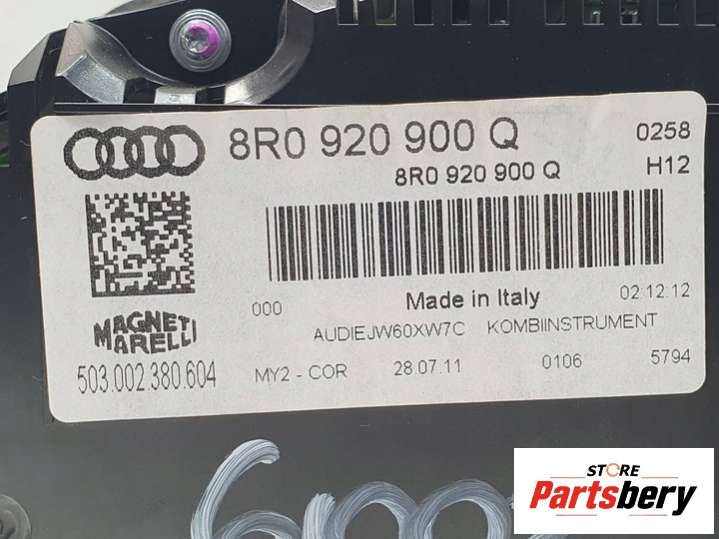 8R0 920 900 Q
0258
8R0 920 900 Q
H12
000
Made in Italy
02.12.12
MAGNETI
MARELLI
AUDIEJW60XW7C KOMBIINSTRUMENT
503.002.380.604
MY2 - COR
28.07.11
0106
5794
STORE
Partsbery